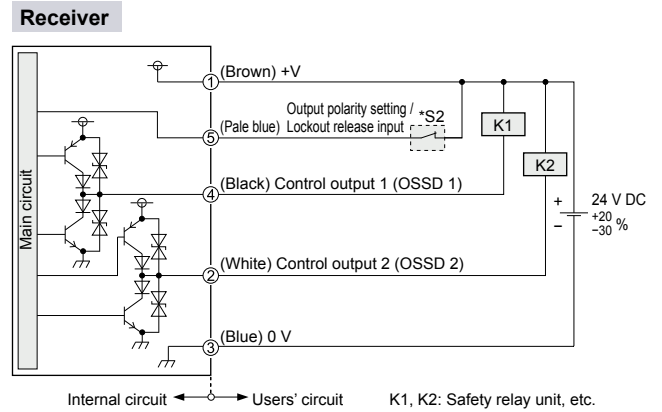 Receiver
Main circuit
① (Brown) +V
Output polarity setting /
⑤ (Pale blue) Lockout release input
*S2
K1
④ (Black) Control output 1 (OSSD 1)
K2
+
−
24 V DC
+20
−30 %
② (White) Control output 2 (OSSD 2)
③ (Blue) 0 V
Internal circuit
Users' circuit
K1, K2: Safety relay unit, etc.